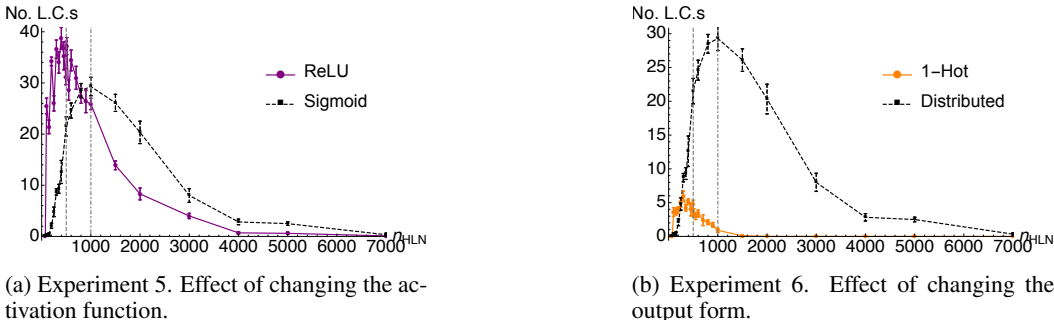 No. L.C.s
40
30
20
10
0
1000 2000 3000 4000 5000 6000 7000
n_HLN
ReLU
Sigmoid
(a) Experiment 5. Effect of changing the ac-
tivation function.
No. L.C.s
30
25
20
15
10
5
0
1000 2000 3000 4000 5000 6000 7000
n_HLN
1-Hot
Distributed
(b) Experiment 6. Effect of changing the
output form.